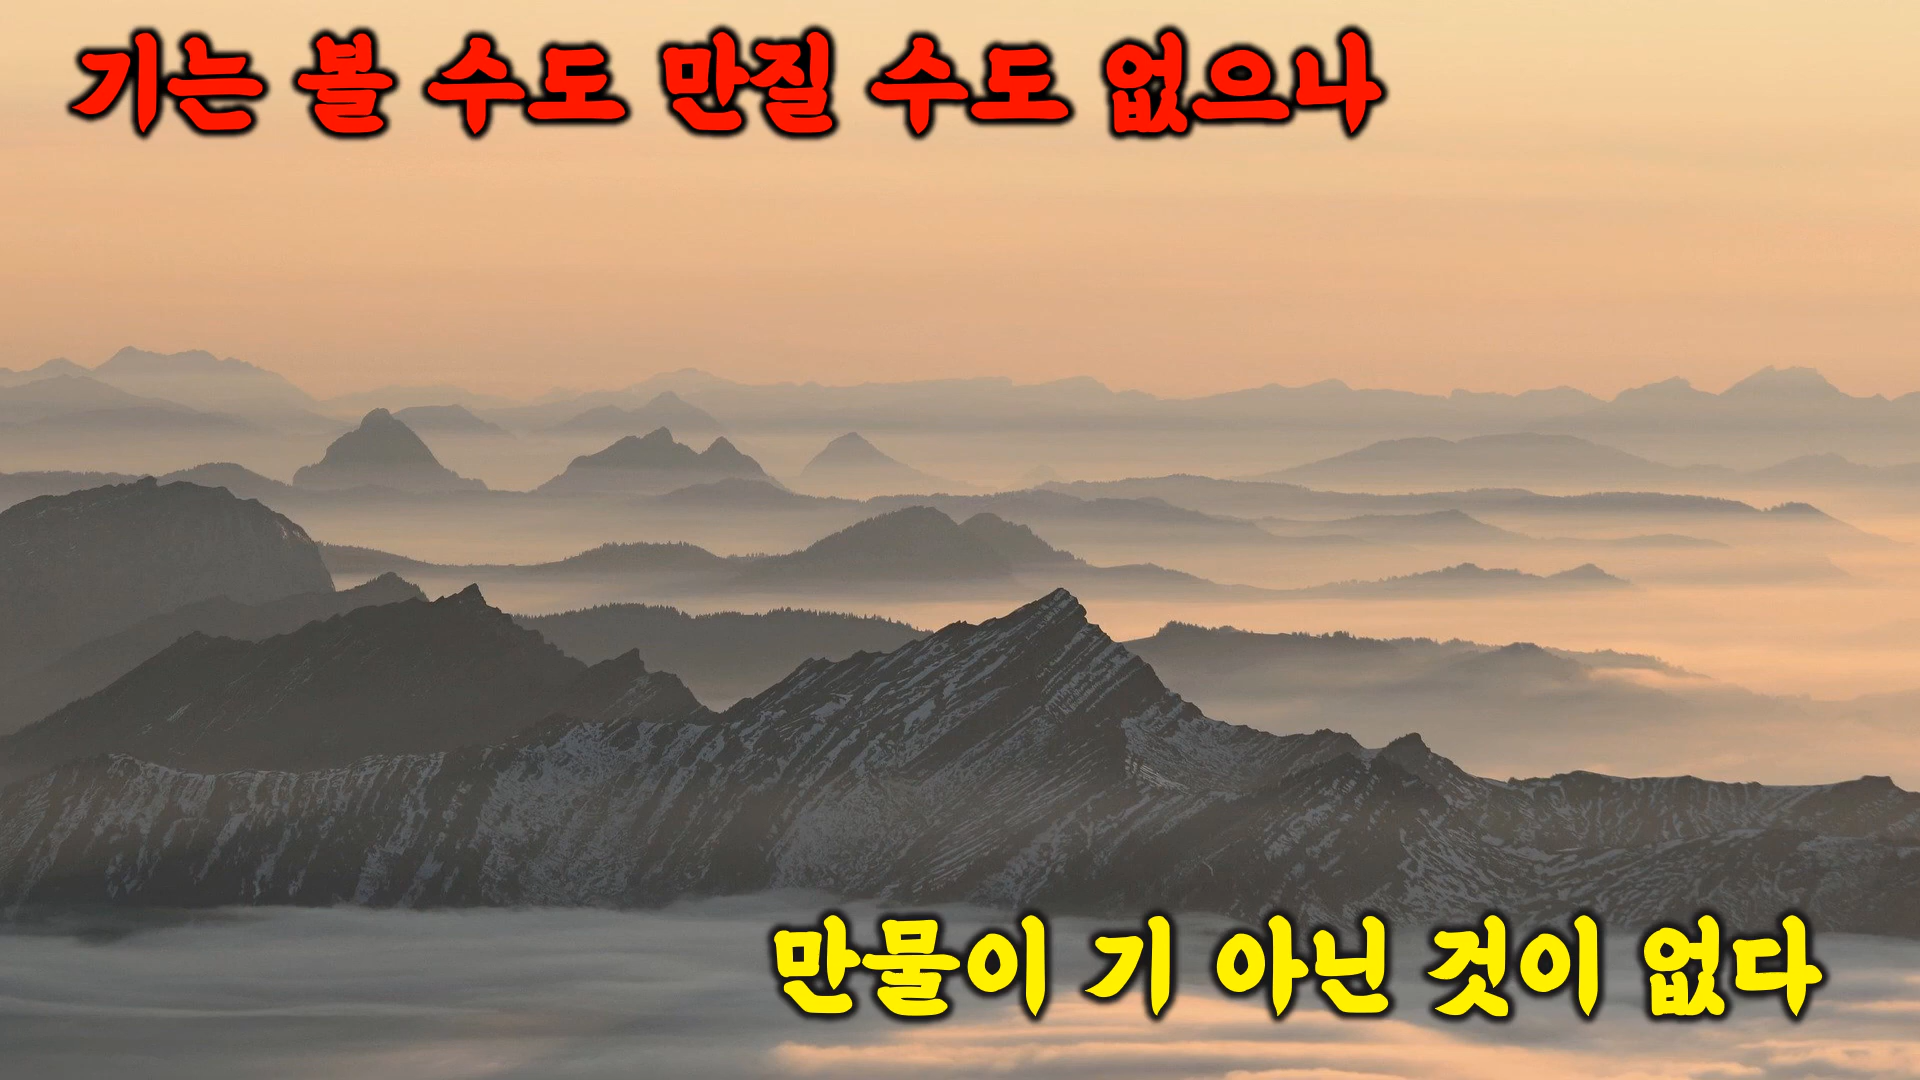 기는 볼 수도 만질 수도 없으나
만물이 기 아닌 것이 없다